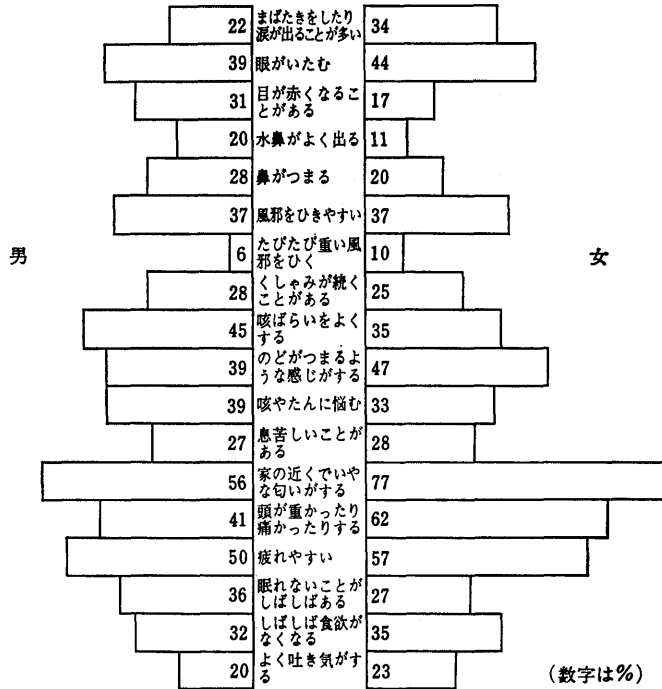 22 まばたきをしたり 34
涙が出ることが多い
39 眼がいたむ 44
31 目が赤くなるこ 17
とがある
20 水鼻がよく出る 11
28 鼻がつまる 20
37 風邪をひきやすい 37
男 6 たびたび重い風 10 女
邪をひく
28 くしゃみが続く 25
ことがある
45 咳ばらいをよく 35
する
39 のどがつまるよ 47
うな感じがする
39 咳やたんに悩む 33
27 息苦しいことが 28
ある
56 家の近くでいや 77
な匂いがする
41 頭が重かったり 62
痛かったりする
50 疲れやすい 57
36 眠れないことが 27
しばしばある
32 しばしば食欲が 35
なくなる
20 よく吐き気がす 23
る
(数字は%)